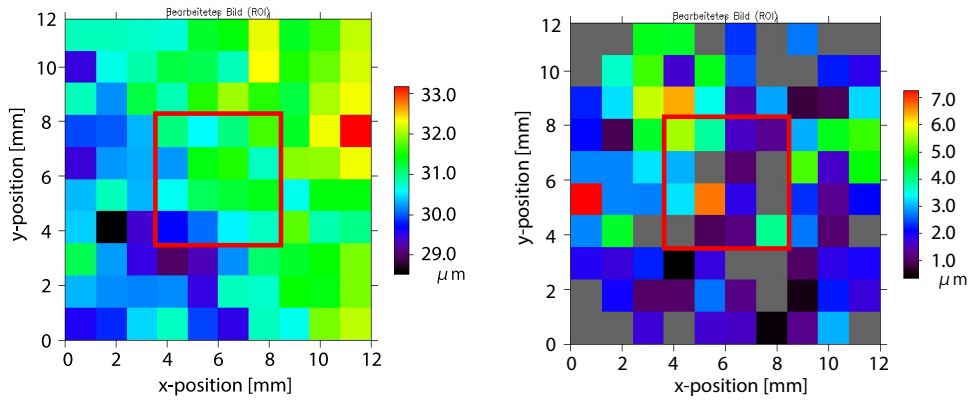 Bearbeitetes Bild (ROI)
12
10
8
6
4
2
0
y-position [mm]
0 2 4 6 8 10 12
x-position [mm]
33.0
32.0
31.0
30.0
29.0
μm
Bearbeitetes Bild (ROI)
12
10
8
6
4
2
0
y-position [mm]
0 2 4 6 8 10 12
x-position [mm]
7.0
6.0
5.0
4.0
3.0
2.0
1.0
μm